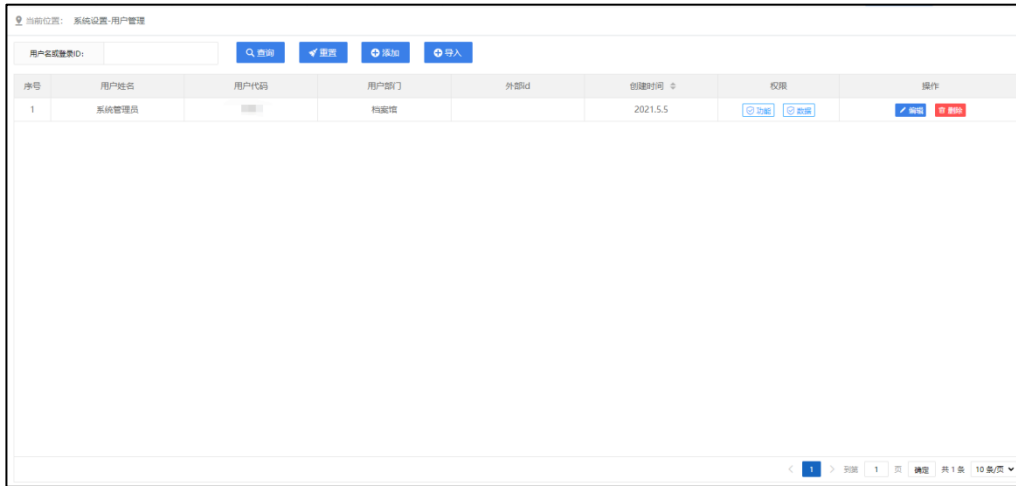 当前位置： 系统设置-用户管理
用户名或登录ID： 查询 重置 添加 导入
序号 用户姓名 用户代码 用户部门 外部id 创建时间 权限 操作
1 系统管理员 档案馆 2021.5.5 功能 数据 编辑 删除
< 1 > 到第 1 页 确定 共 1 条 10 条/页